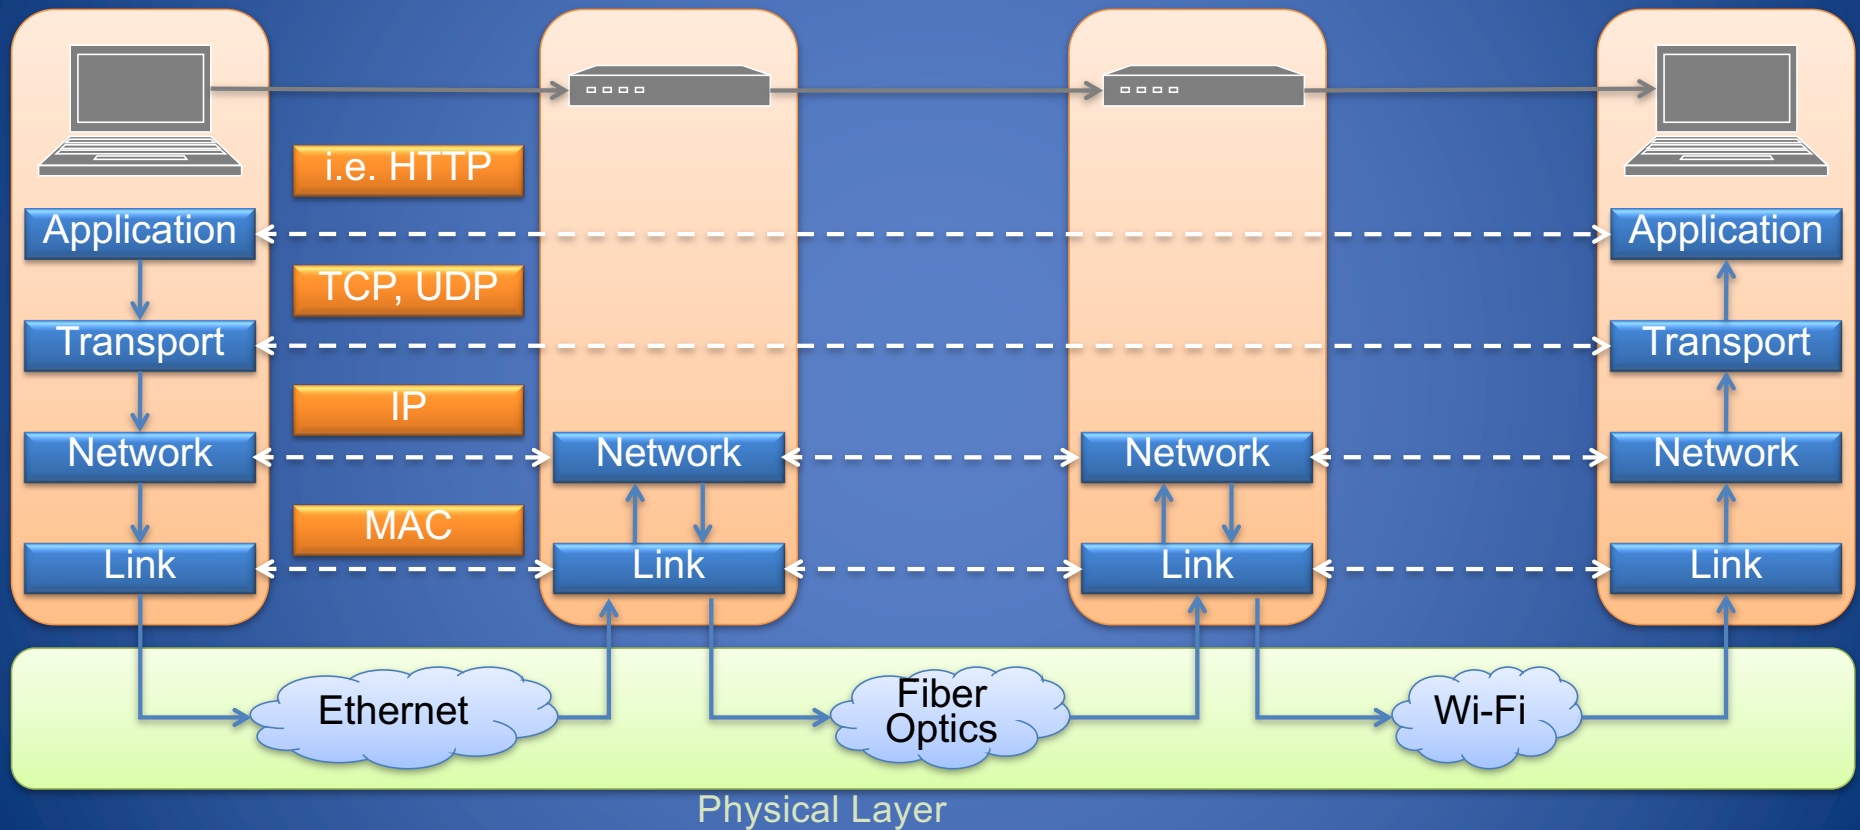 i.e. HTTP
Application
Application
TCP, UDP
Transport
Transport
IP
Network
Network
Network
Network
MAC
Link
Link
Link
Link
Ethernet
Fiber
Optics
Wi-Fi
Physical Layer